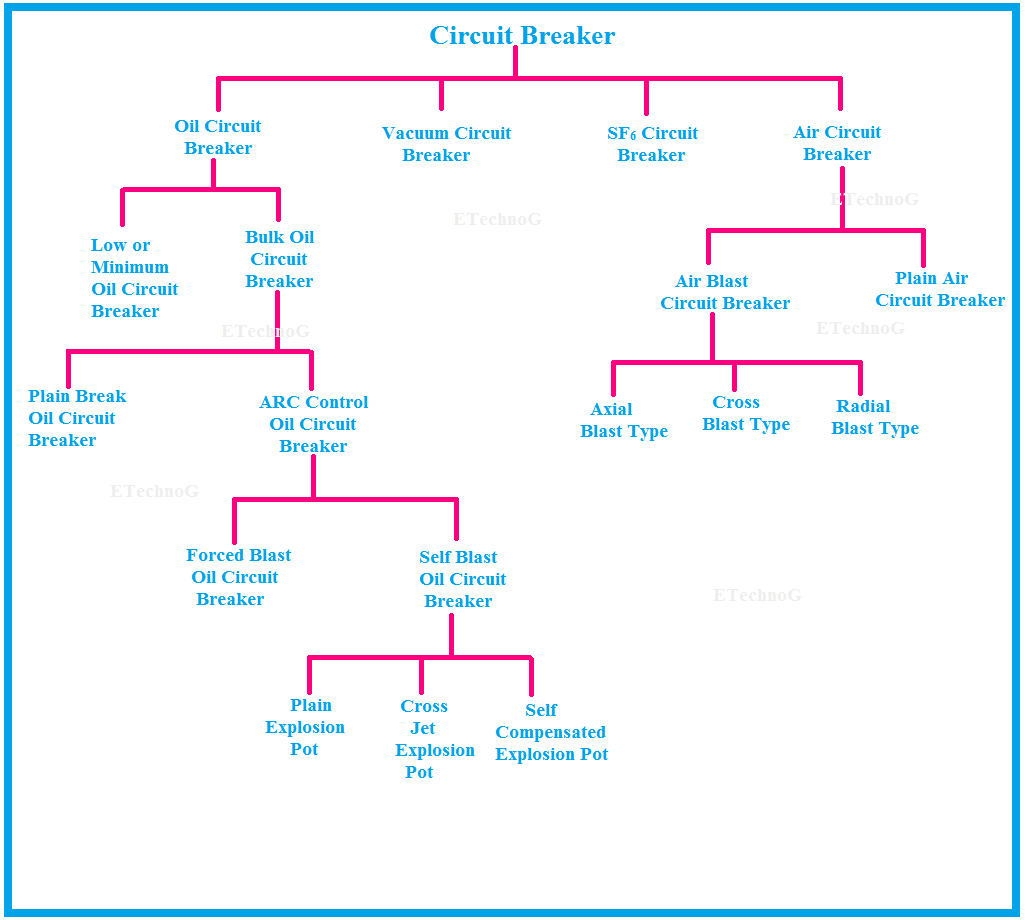 Circuit Breaker
Oil Circuit
Breaker
Vacuum Circuit
Breaker
SF₆ Circuit
Breaker
Air Circuit
Breaker
ETechnoG
ETechnoG
Low or
Minimum
Oil Circuit
Breaker
Bulk Oil
Circuit
Breaker
Air Blast
Circuit Breaker
Plain Air
Circuit Breaker
ETechnoG
ETechnoG
Plain Break
Oil Circuit
Breaker
ARC Control
Oil Circuit
Breaker
Axial
Blast Type
Cross
Blast Type
Radial
Blast Type
ETechnoG
Forced Blast
Oil Circuit
Breaker
Self Blast
Oil Circuit
Breaker
ETechnoG
Plain
Explosion
Pot
Cross
Jet
Explosion
Pot
Self
Compensated
Explosion Pot